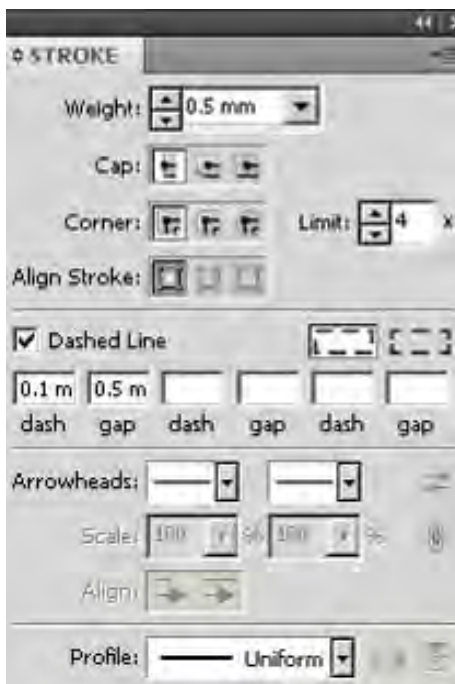 STROKE
Weight: 0.5 mm
Cap:
Corner: Limit: 4 x
Align Stroke:
Dashed Line
0.1 m 0.5 m
dash gap dash gap dash gap
Arrowheads:
Scale: 100 % 100 %
Align:
Profile: Uniform